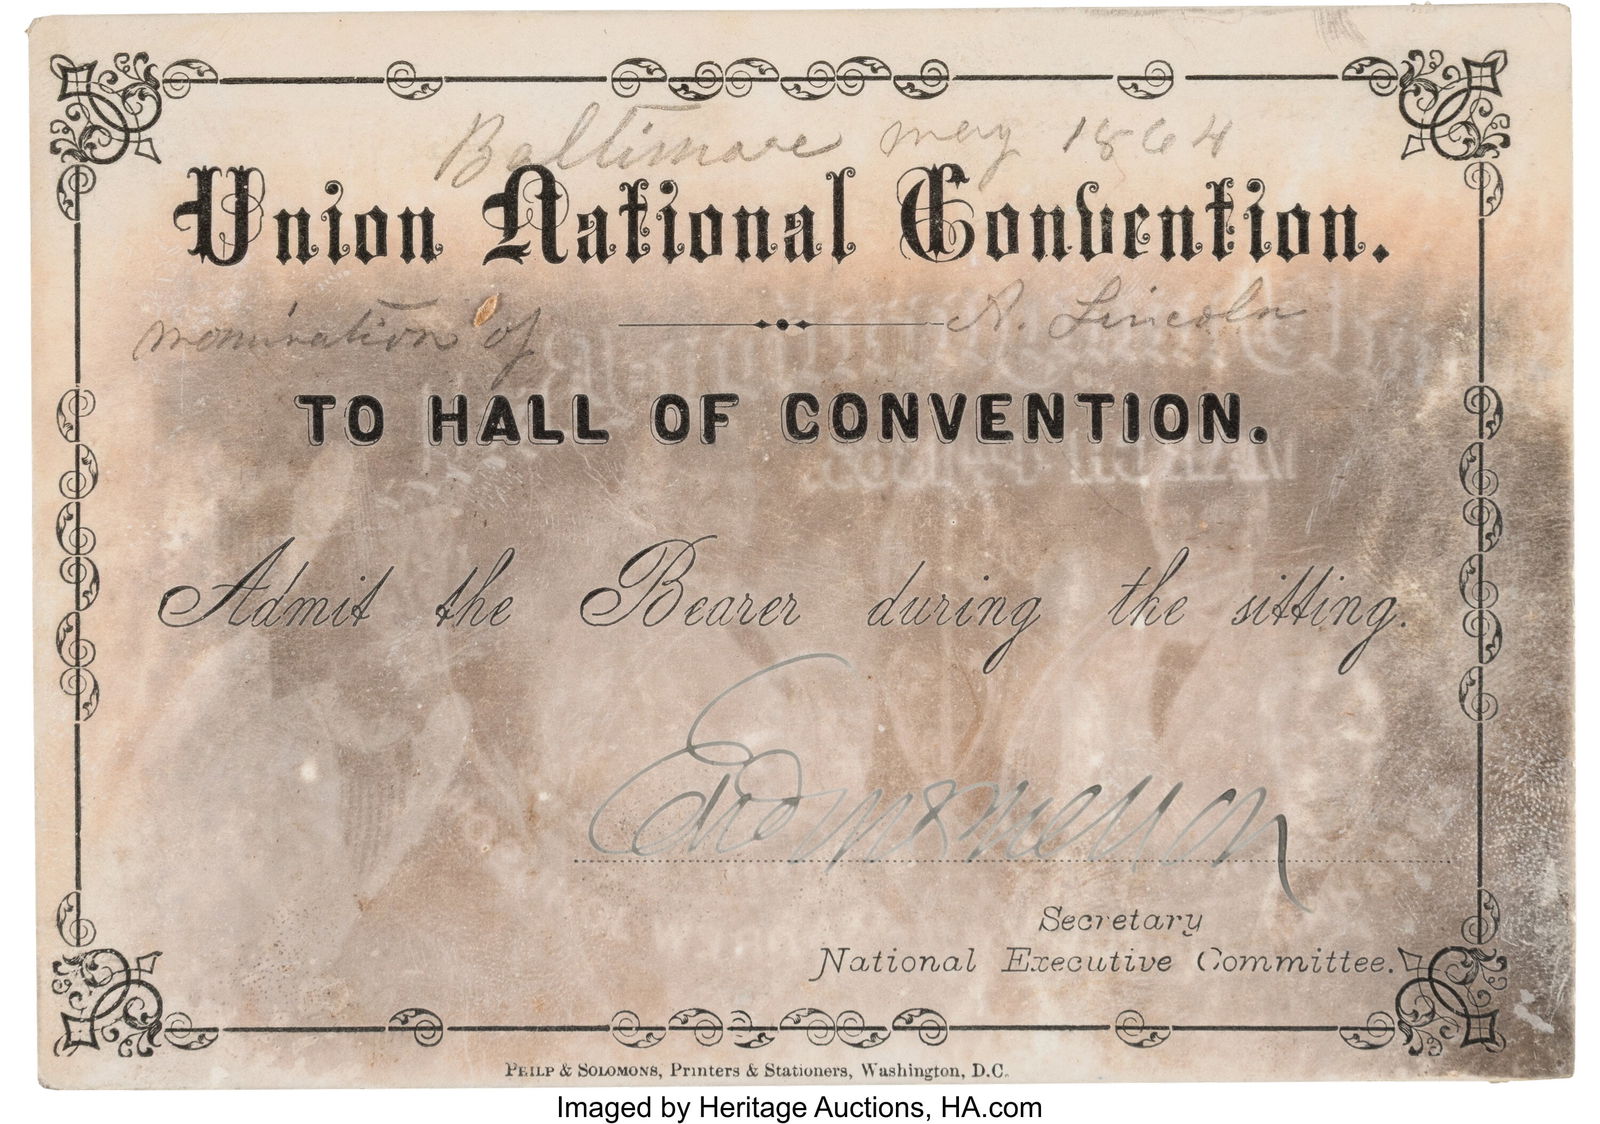 Baltimore may 1864
Union National Convention.
nomination of A. Lincoln
TO HALL OF CONVENTION.
Admit the Bearer during the sitting.
Secretary
National Executive Committee.
PHILP & SOLOMONS, Printers & Stationers, Washington, D.C.
Imaged by Heritage Auctions, HA.com